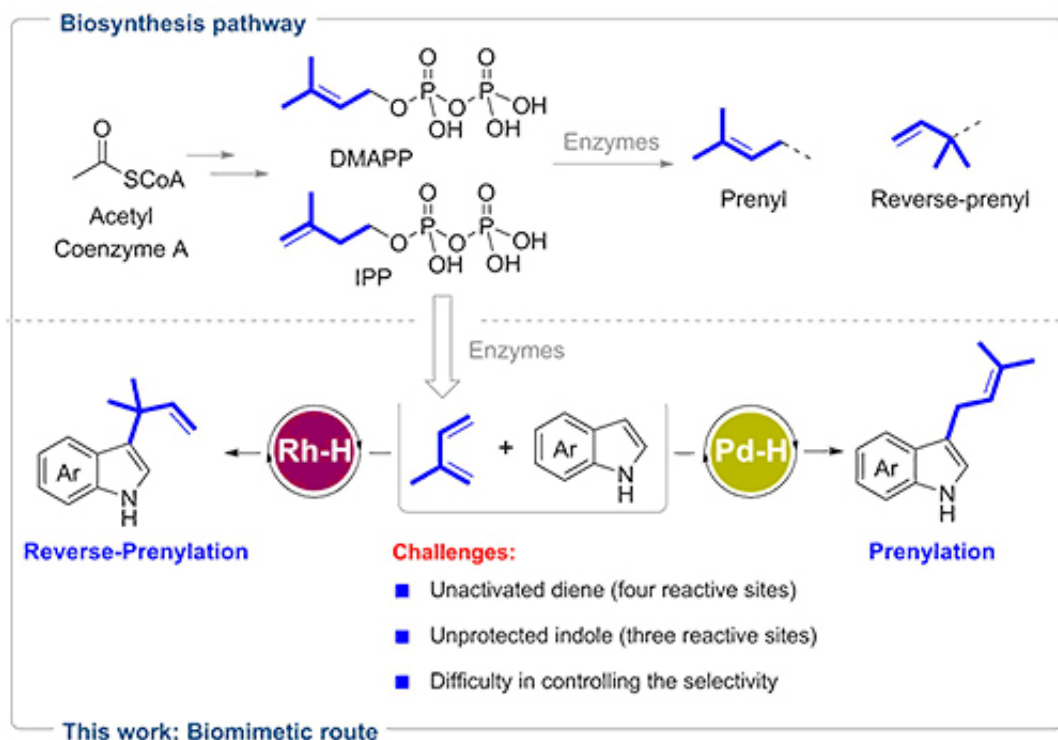 Biosynthesis pathway
O
SCoA
Acetyl
Coenzyme A
O O
O P O P OH
OH OH
DMAPP
O O
O P O P OH
OH OH
IPP
Enzymes
Prenyl
Reverse-prenyl
Enzymes
Ar
N
H
Reverse-Prenylation
Rh-H
+
Ar
N
H
Pd-H
Ar
N
H
Prenylation
Challenges:
Unactivated diene (four reactive sites)
Unprotected indole (three reactive sites)
Difficulty in controlling the selectivity
This work: Biomimetic route